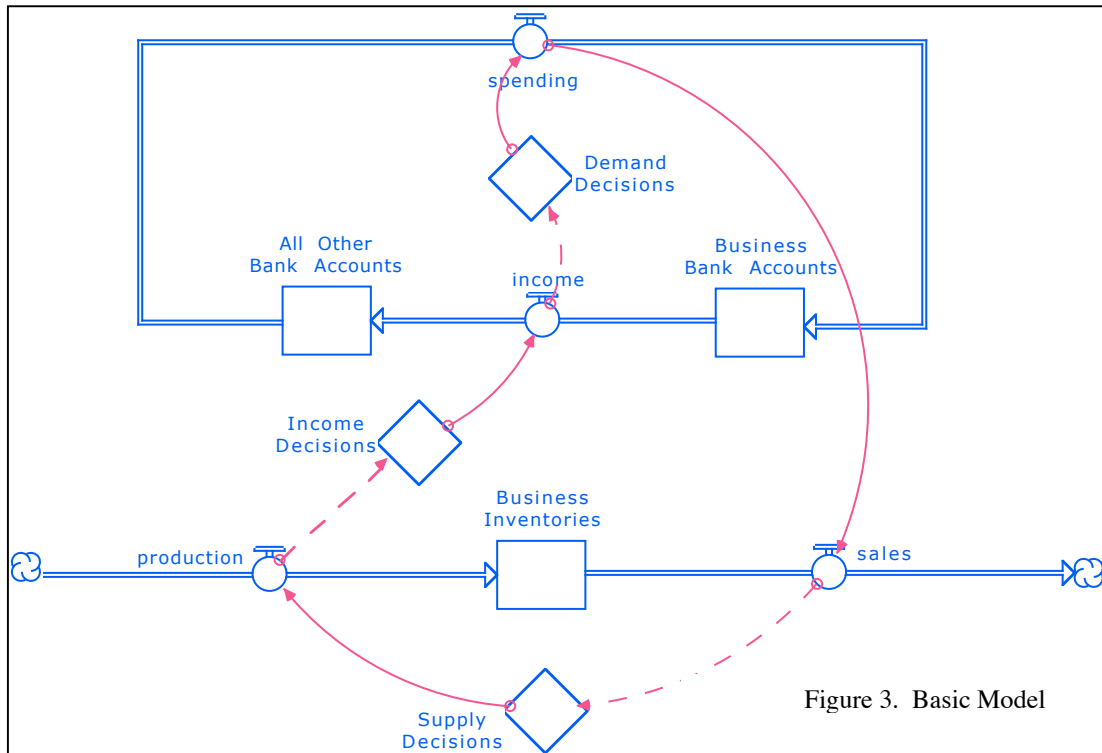 spending
Demand
Decisions
All Other
Bank Accounts
Business
Bank Accounts
income
Income
Decisions
Business
Inventories
production
sales
Supply
Decisions
Figure 3. Basic Model